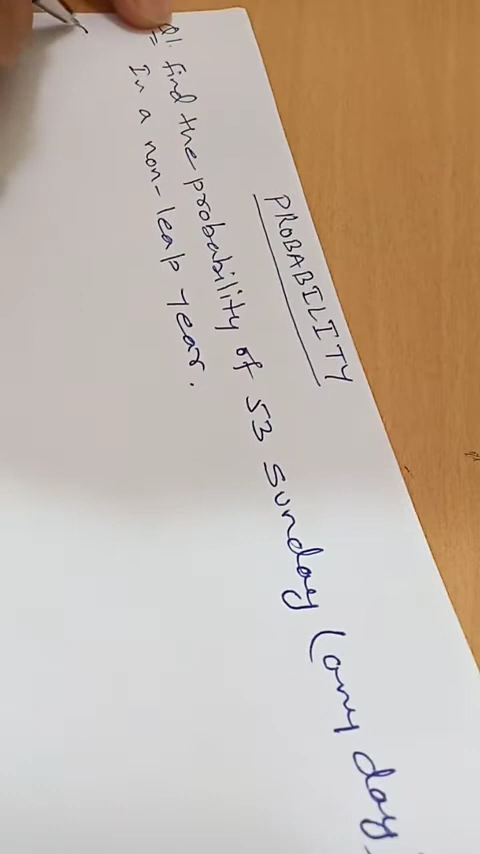 PROBABILITY
Q1. find the probability of 53 sunday (any day)
In a non-leap year.